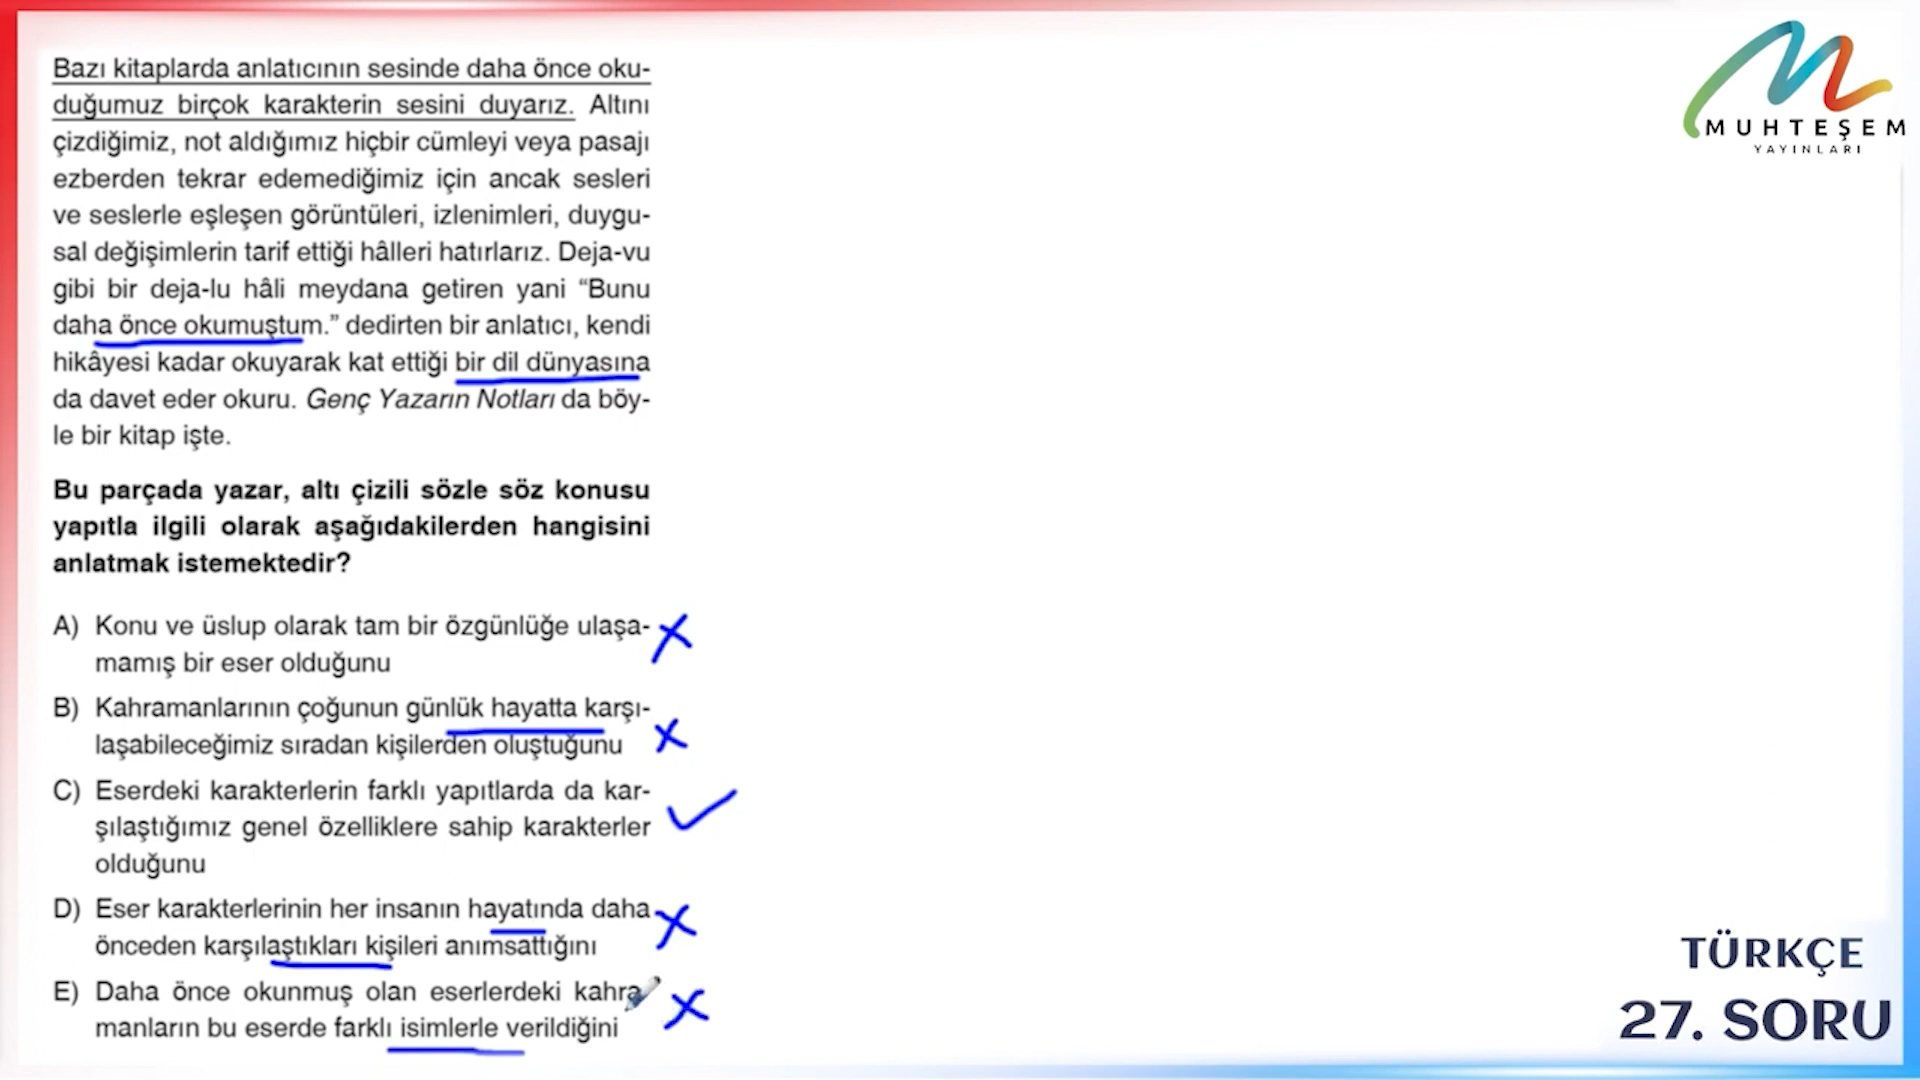 Bazı kitaplarda anlatıcının sesinde daha önce oku-
duğumuz birçok karakterin sesini duyarız. Altını
çizdiğimiz, not aldığımız hiçbir cümleyi veya pasajı
ezberden tekrar edemediğimiz için ancak sesleri
ve seslerle eşleşen görüntüleri, izlenimleri, duygu-
sal değişimlerin tarif ettiği hâlleri hatırlarız. Deja-vu
gibi bir deja-lu hâli meydana getiren yani “Bunu
daha önce okumuştum.” dedirten bir anlatıcı, kendi
hikâyesi kadar okuyarak kat ettiği bir dil dünyasına
da davet eder okuru. Genç Yazarın Notları da böy-
le bir kitap işte.
Bu parçada yazar, altı çizili sözle söz konusu
yapıtla ilgili olarak aşağıdakilerden hangisini
anlatmak istemektedir?
A) Konu ve üslup olarak tam bir özgünlüğe ulaşa-
mamış bir eser olduğunu
B) Kahramanlarının çoğunun günlük hayatta karşı-
laşabileceğimiz sıradan kişilerden oluştuğunu
C) Eserdeki karakterlerin farklı yapıtlarda da kar-
şılaştığımız genel özelliklere sahip karakterler
olduğunu
D) Eser karakterlerinin her insanın hayatında daha
önceden karşılaştıkları kişileri anımsattığını
E) Daha önce okunmuş olan eserlerdeki kahra
manların bu eserde farklı isimlerle verildiğini
MUHTEŞEM
YAYINLARI
TÜRKÇE
27. SORU